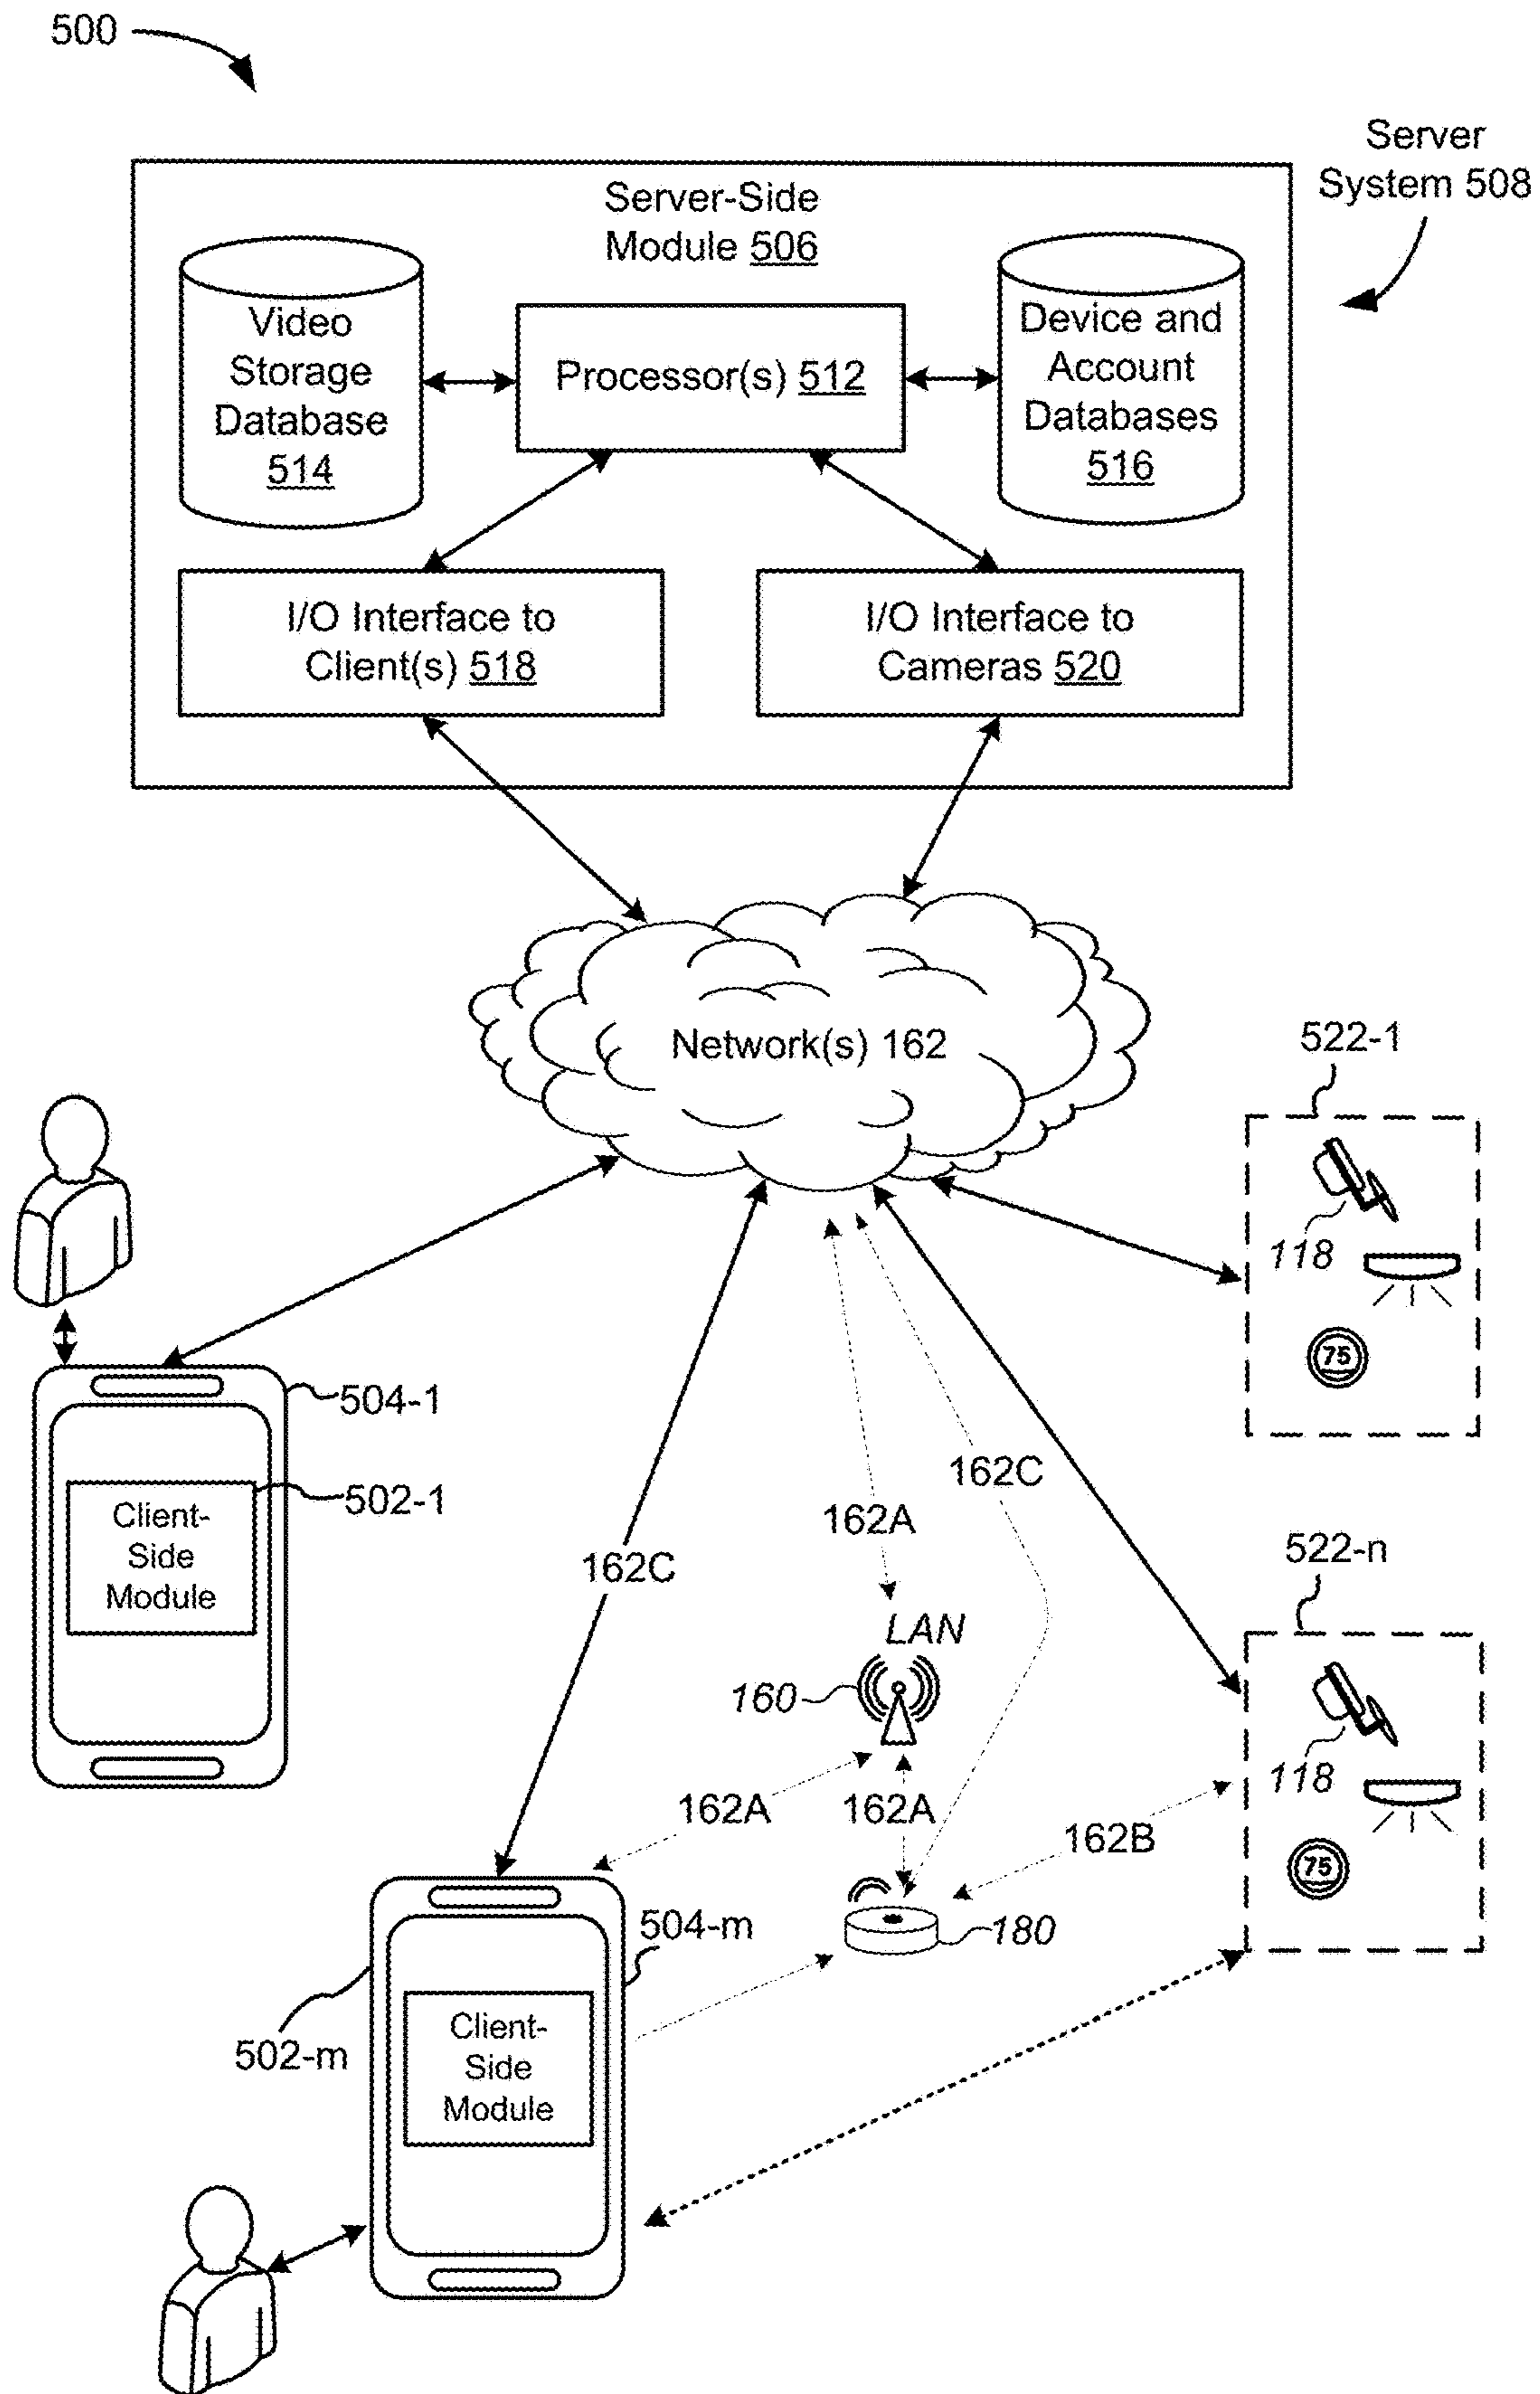 500
Server
System 508
Server-Side
Module 506
Video
Storage
Database
514
Processor(s) 512
Device and
Account
Databases
516
I/O Interface to
Client(s) 518
I/O Interface to
Cameras 520
Network(s) 162
522-1
118
75
504-1
502-1
Client-
Side
Module
162C
162A
162C
LAN
160
522-n
118
75
162A
162A
162B
180
504-m
502-m
Client-
Side
Module